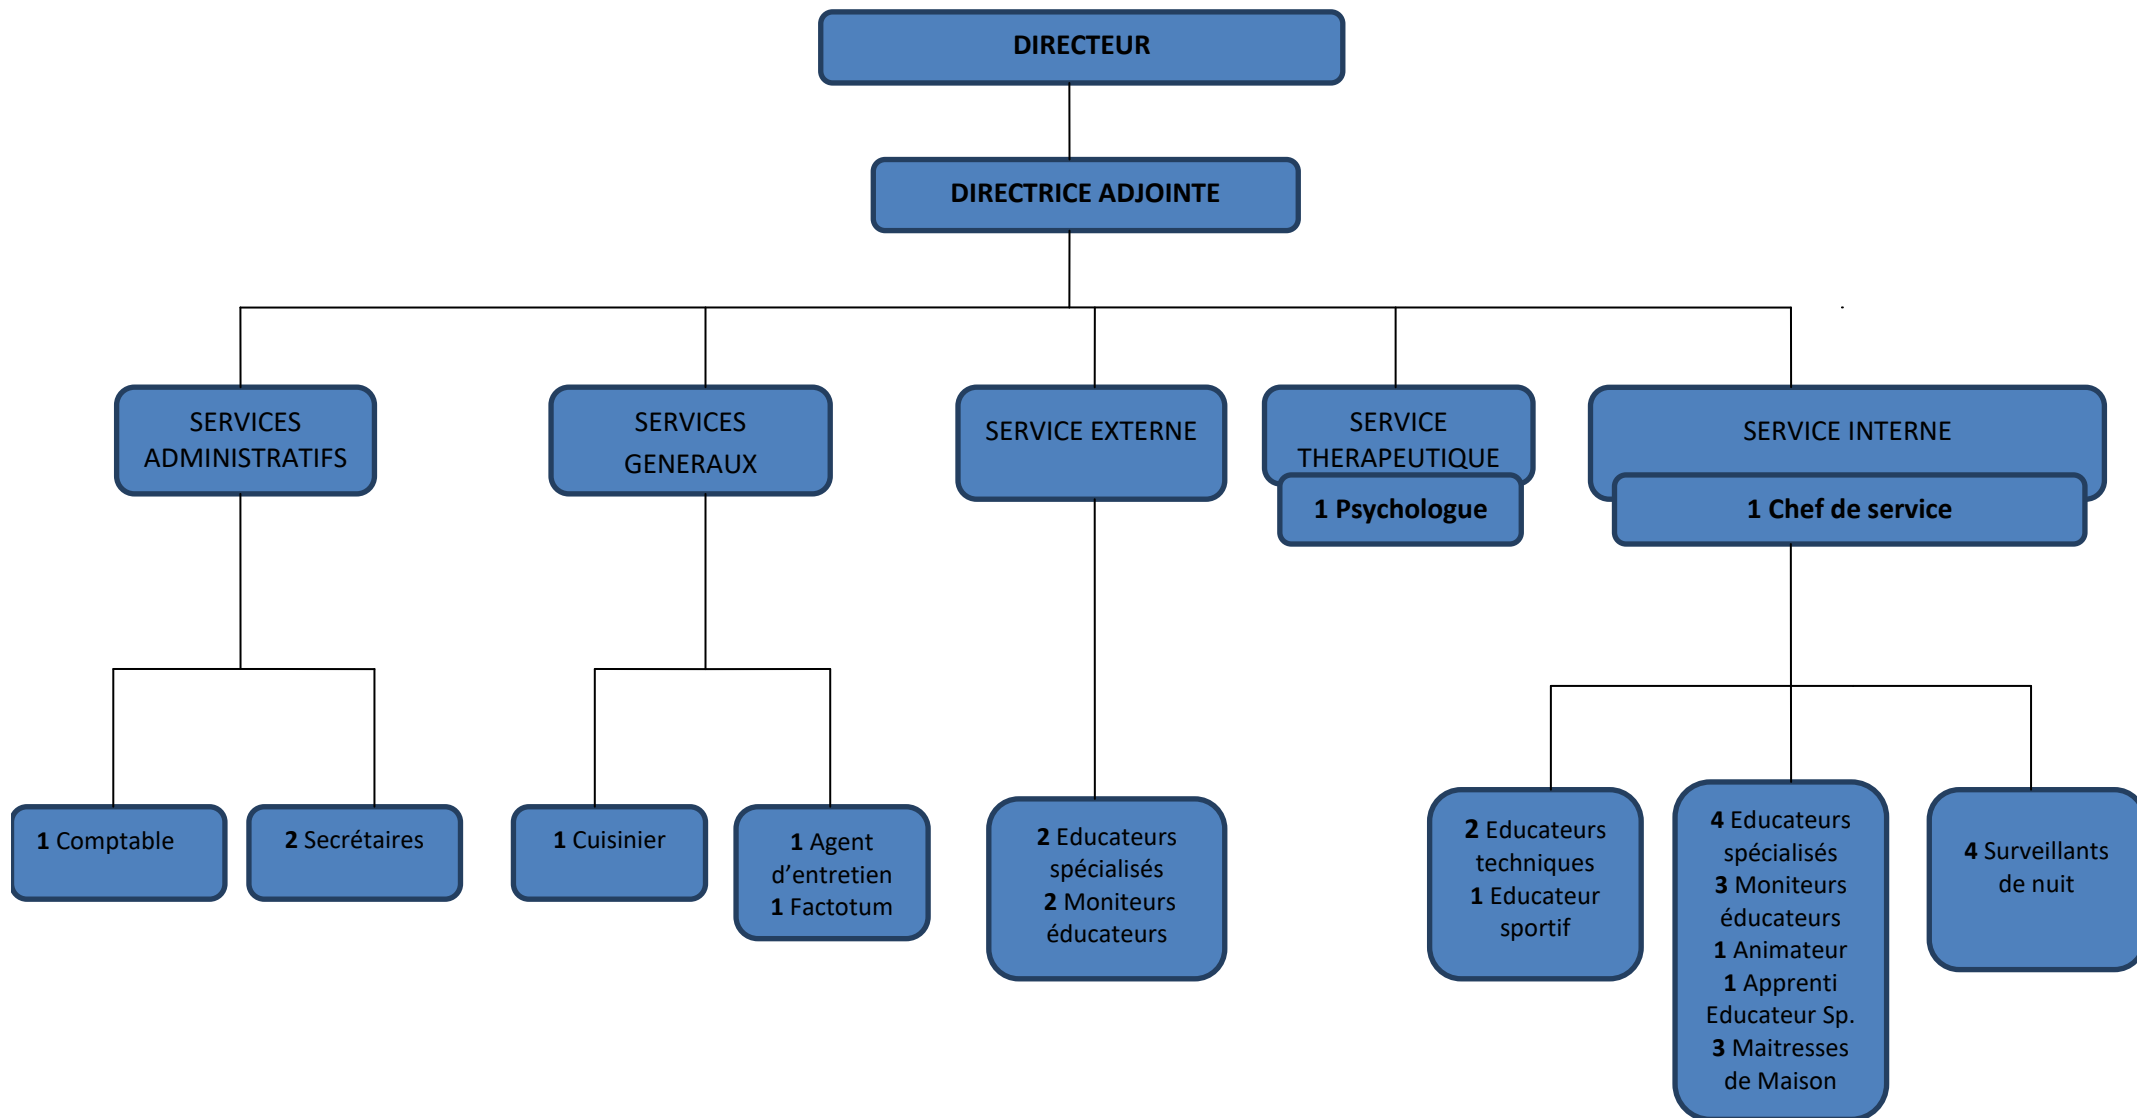 DIRECTEUR
DIRECTRICE ADJOINTE
SERVICES
ADMINISTRATIFS
SERVICES
GENERAUX
SERVICE EXTERNE
SERVICE
THERAPEUTIQUE
1 Psychologue
SERVICE INTERNE
1 Chef de service
1 Comptable
2 Secrétaires
1 Cuisinier
1 Agent
d’entretien
1 Factotum
2 Educateurs
spécialisés
2 Moniteurs
éducateurs
2 Educateurs
techniques
1 Educateur
sportif
4 Educateurs
spécialisés
3 Moniteurs
éducateurs
1 Animateur
1 Apprenti
Educateur Sp.
3 Maitresses
de Maison
4 Surveillants
de nuit